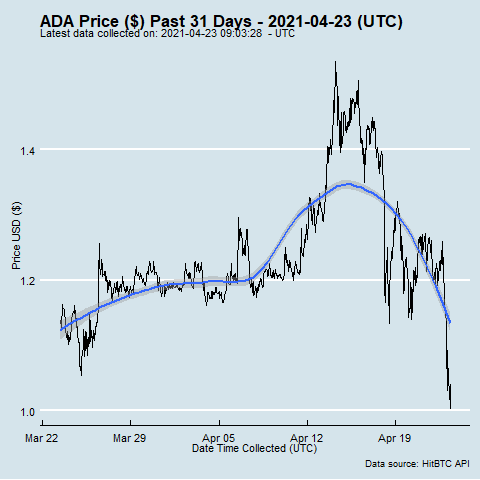 ADA Price ($) Past 31 Days - 2021-04-23 (UTC)
Latest data collected on: 2021-04-23 09:03:28 - UTC
Price USD ($)
1.4
1.2
1.0
Mar 22 Mar 29 Apr 05 Apr 12 Apr 19
Date Time Collected (UTC)
Data source: HitBTC API